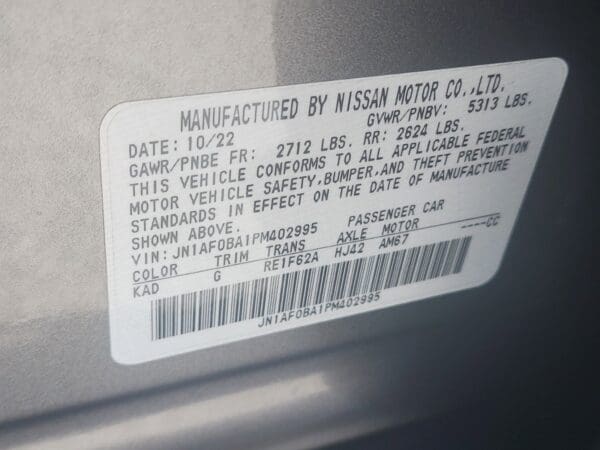 MANUFACTURED BY NISSAN MOTOR CO.,LTD.
DATE: 10/22 GVWR/PNBV: 5313 LBS.
GAWR/PNBE FR: 2712 LBS. RR: 2624 LBS.
THIS VEHICLE CONFORMS TO ALL APPLICABLE FEDERAL
MOTOR VEHICLE SAFETY,BUMPER,AND THEFT PREVENTION
STANDARDS IN EFFECT ON THE DATE OF MANUFACTURE
SHOWN ABOVE.
VIN: JN1AF0BA1PM402995 PASSENGER CAR
COLOR TRIM TRANS AXLE MOTOR ----CC
KAD G RE1F62A HJ42 AM67
JN1AF0BA1PM402995